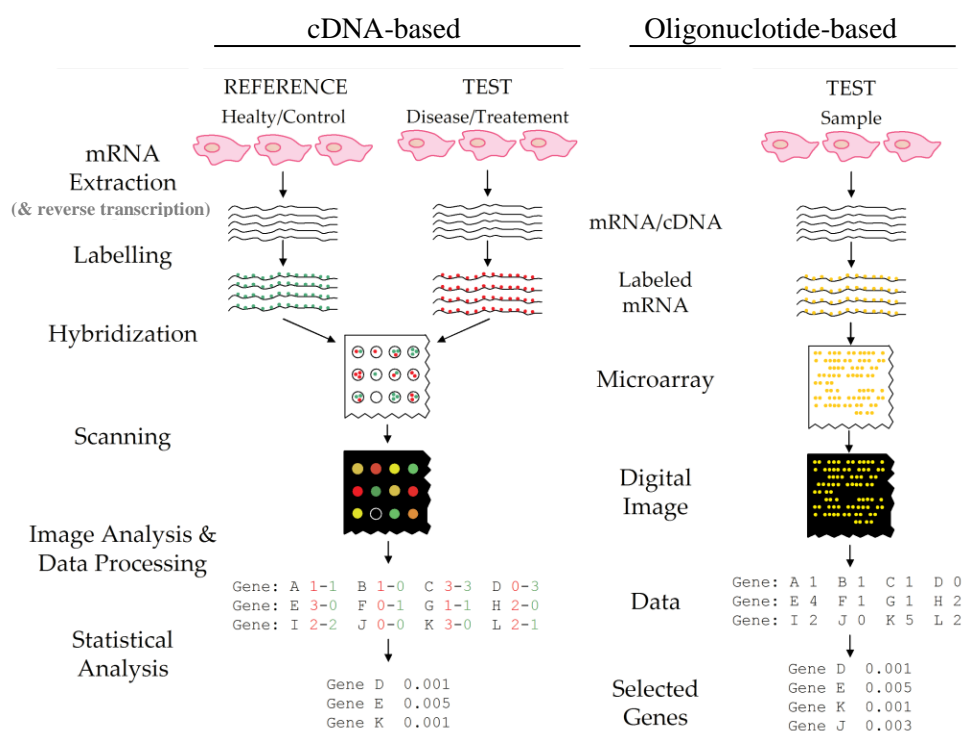 cDNA-based
Oligonuclotide-based
REFERENCE
Healty/Control
TEST
Disease/Treatement
TEST
Sample
mRNA
Extraction
(& reverse transcription)
Labelling
Hybridization
Scanning
Image Analysis &
Data Processing
Statistical
Analysis
Gene: A 1-1 B 1-0 C 3-3 D 0-3
Gene: E 3-0 F 0-1 G 1-1 H 2-0
Gene: I 2-2 J 0-0 K 3-0 L 2-1
Gene D 0.001
Gene E 0.005
Gene K 0.001
mRNA/cDNA
Labeled
mRNA
Microarray
Digital
Image
Data
Selected
Genes
Gene: A 1 B 1 C 1 D 0
Gene: E 4 F 1 G 1 H 2
Gene: I 2 J 0 K 5 L 2
Gene D 0.001
Gene E 0.005
Gene K 0.001
Gene J 0.003